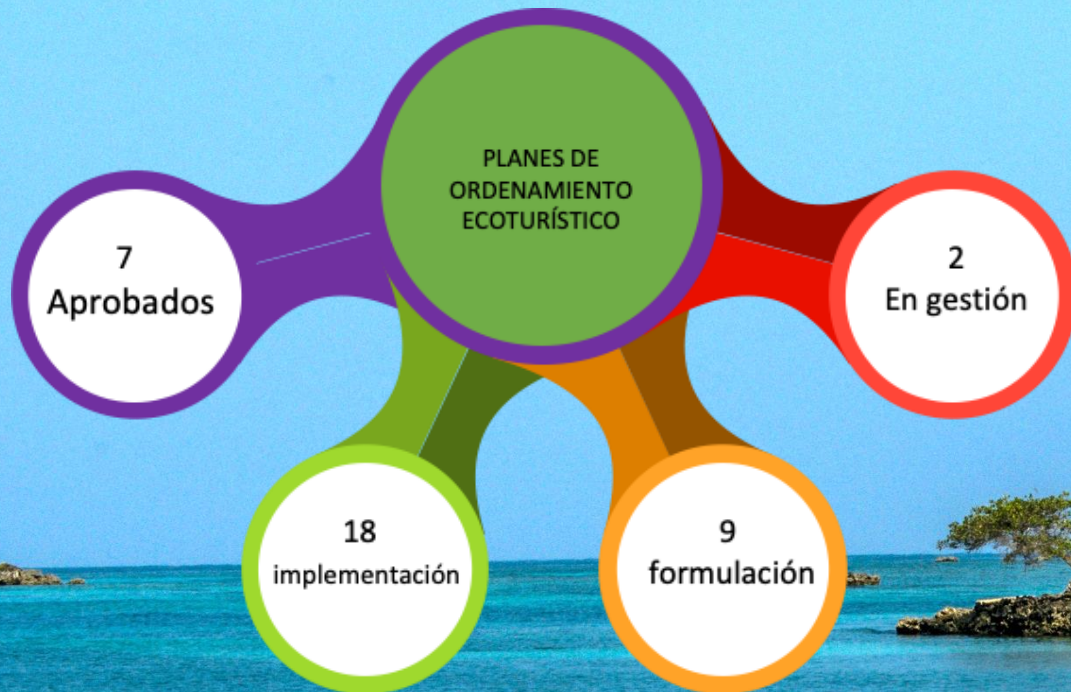 PLANES DE
ORDENAMIENTO
ECOTURÍSTICO
7
Aprobados
2
En gestión
18
implementación
9
formulación